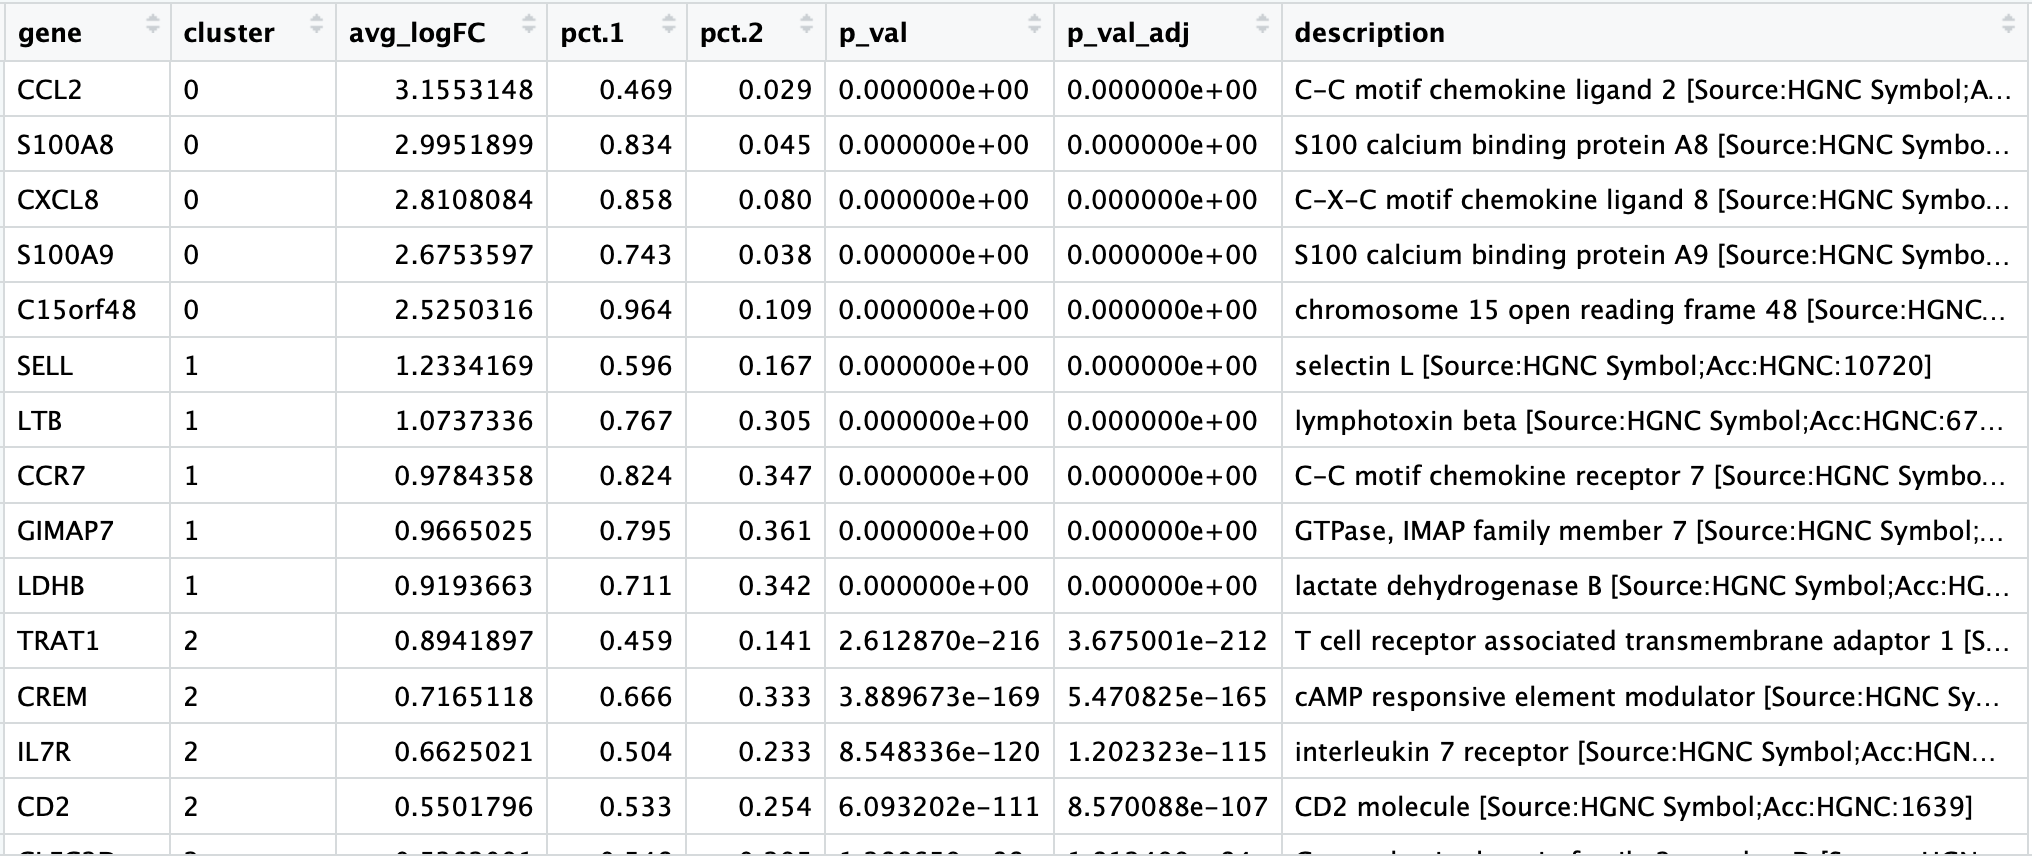 gene cluster avg_logFC pct.1 pct.2 p_val p_val_adj description
CCL2 0 3.1553148 0.469 0.029 0.000000e+00 0.000000e+00 C-C motif chemokine ligand 2 [Source:HGNC Symbol;A...
S100A8 0 2.9951899 0.834 0.045 0.000000e+00 0.000000e+00 S100 calcium binding protein A8 [Source:HGNC Symbo...
CXCL8 0 2.8108084 0.858 0.080 0.000000e+00 0.000000e+00 C-X-C motif chemokine ligand 8 [Source:HGNC Symbo...
S100A9 0 2.6753597 0.743 0.038 0.000000e+00 0.000000e+00 S100 calcium binding protein A9 [Source:HGNC Symbo...
C15orf48 0 2.5250316 0.964 0.109 0.000000e+00 0.000000e+00 chromosome 15 open reading frame 48 [Source:HGNC...
SELL 1 1.2334169 0.596 0.167 0.000000e+00 0.000000e+00 selectin L [Source:HGNC Symbol;Acc:HGNC:10720]
LTB 1 1.0737336 0.767 0.305 0.000000e+00 0.000000e+00 lymphotoxin beta [Source:HGNC Symbol;Acc:HGNC:67...
CCR7 1 0.9784358 0.824 0.347 0.000000e+00 0.000000e+00 C-C motif chemokine receptor 7 [Source:HGNC Symbo...
GIMAP7 1 0.9665025 0.795 0.361 0.000000e+00 0.000000e+00 GTPase, IMAP family member 7 [Source:HGNC Symbol;...
LDHB 1 0.9193663 0.711 0.342 0.000000e+00 0.000000e+00 lactate dehydrogenase B [Source:HGNC Symbol;Acc:HG...
TRAT1 2 0.8941897 0.459 0.141 2.612870e-216 3.675001e-212 T cell receptor associated transmembrane adaptor 1 [S...
CREM 2 0.7165118 0.666 0.333 3.889673e-169 5.470825e-165 cAMP responsive element modulator [Source:HGNC Sy...
IL7R 2 0.6625021 0.504 0.233 8.548336e-120 1.202323e-115 interleukin 7 receptor [Source:HGNC Symbol;Acc:HGN...
CD2 2 0.5501796 0.533 0.254 6.093202e-111 8.570088e-107 CD2 molecule [Source:HGNC Symbol;Acc:HGNC:1639]